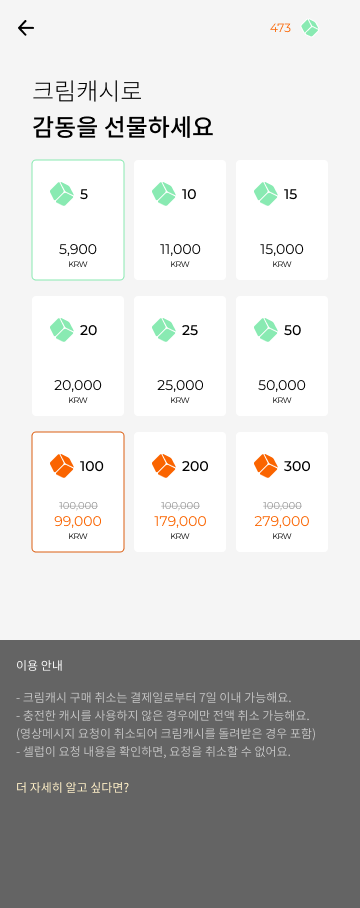 473
크림캐시로
감동을 선물하세요
5
10
15
5,900
11,000
15,000
KRW
KRW
KRW
20
25
50
20,000
25,000
50,000
KRW
KRW
KRW
100
200
300
100,000
100,000
100,000
99,000
179,000
279,000
KRW
KRW
KRW
이용 안내
- 크림캐시 구매 취소는 결제일로부터 7일 이내 가능해요.
- 충전한 캐시를 사용하지 않은 경우에만 전액 취소 가능해요.
(영상메시지 요청이 취소되어 크림캐시를 돌려받은 경우 포함)
- 셀럽이 요청 내용을 확인하면, 요청을 취소할 수 없어요.
더 자세히 알고 싶다면?